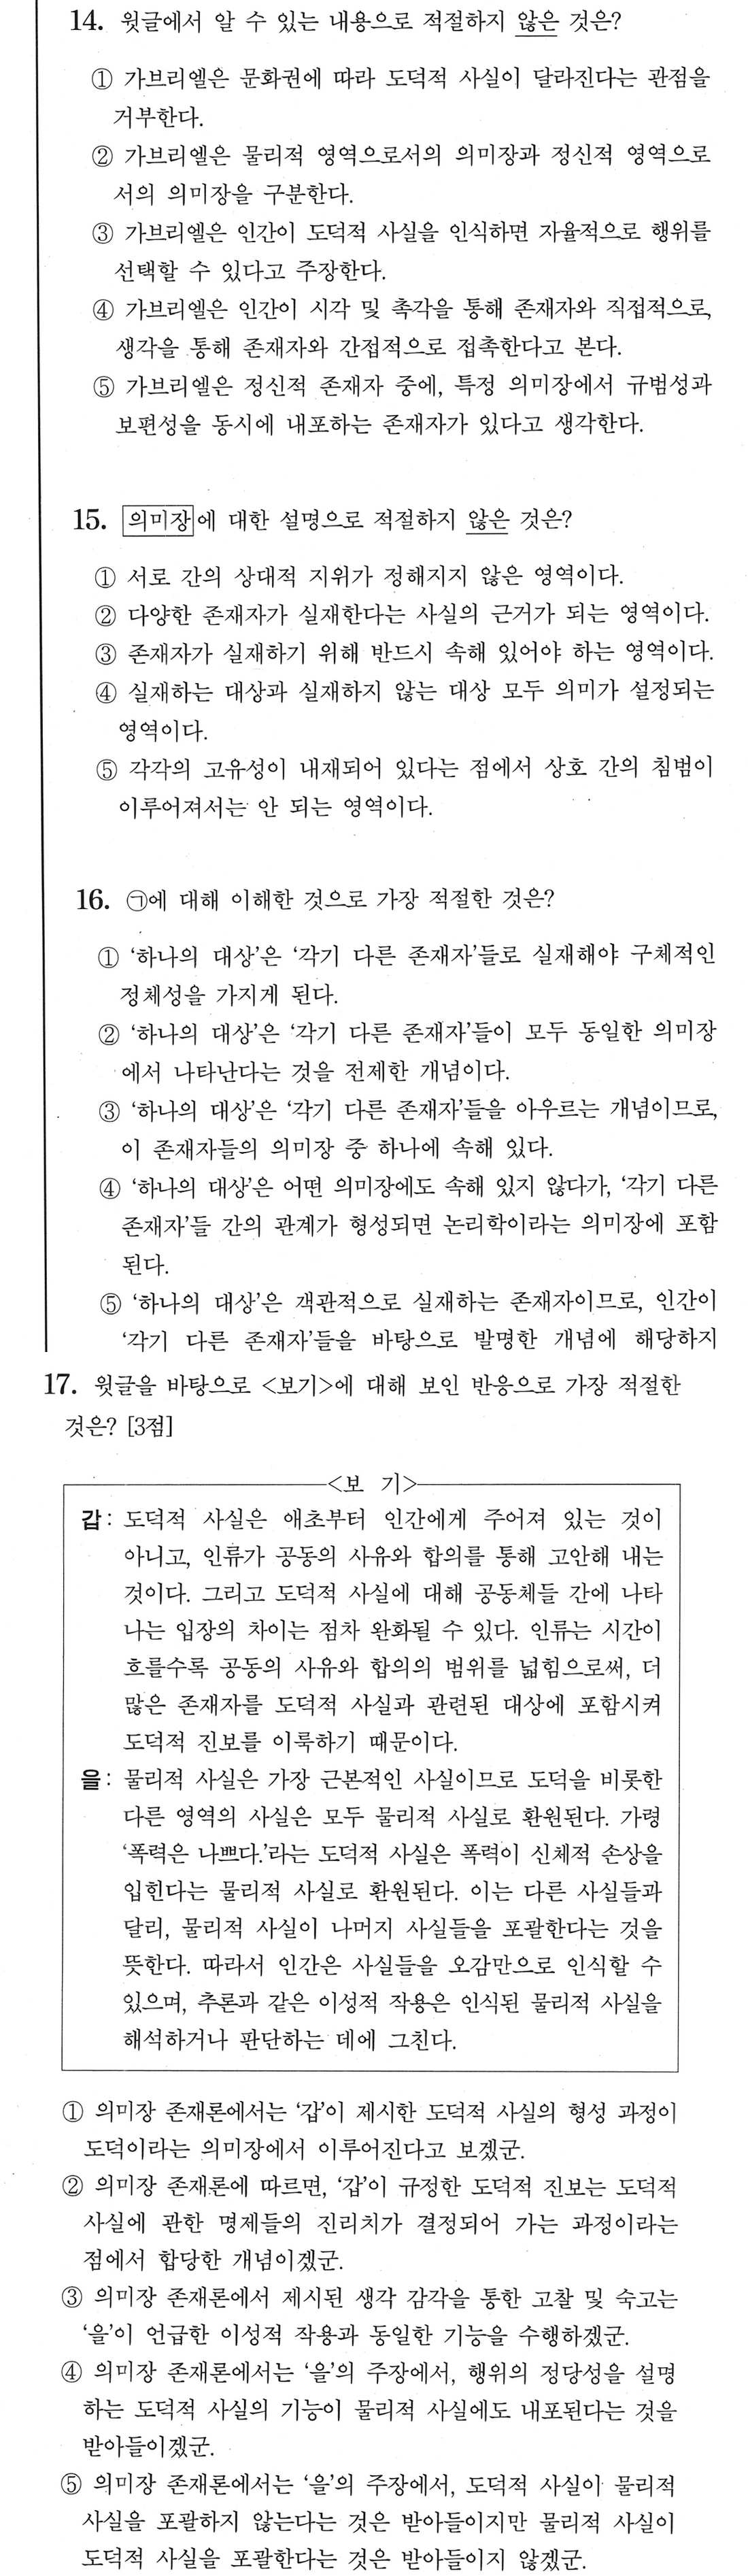 14. 윗글에서 알 수 있는 내용으로 적절하지 않은 것은?
① 가브리엘은 문화권에 따라 도덕적 사실이 달라진다는 관점을
거부한다.
② 가브리엘은 물리적 영역으로서의 의미장과 정신적 영역으로
서의 의미장을 구분한다.
③ 가브리엘은 인간이 도덕적 사실을 인식하면 자율적으로 행위를
선택할 수 있다고 주장한다.
④ 가브리엘은 인간이 시각 및 촉각을 통해 존재자와 직접적으로,
생각을 통해 존재자와 간접적으로 접촉한다고 본다.
⑤ 가브리엘은 정신적 존재자 중에, 특정 의미장에서 규범성과
보편성을 동시에 내포하는 존재자가 있다고 생각한다.
15. 의미장에 대한 설명으로 적절하지 않은 것은?
① 서로 간의 상대적 지위가 정해지지 않은 영역이다.
② 다양한 존재자가 실재한다는 사실의 근거가 되는 영역이다.
③ 존재자가 실재하기 위해 반드시 속해 있어야 하는 영역이다.
④ 실재하는 대상과 실재하지 않는 대상 모두 의미가 설정되는
영역이다.
⑤ 각각의 고유성이 내재되어 있다는 점에서 상호 간의 침범이
이루어져서는 안 되는 영역이다.
16. ㉠에 대해 이해한 것으로 가장 적절한 것은?
① ‘하나의 대상’은 ‘각기 다른 존재자’들로 실재해야 구체적인
정체성을 가지게 된다.
② ‘하나의 대상’은 ‘각기 다른 존재자’들이 모두 동일한 의미장
에서 나타난다는 것을 전제한 개념이다.
③ ‘하나의 대상’은 ‘각기 다른 존재자’들을 아우르는 개념이므로,
이 존재자들의 의미장 중 하나에 속해 있다.
④ ‘하나의 대상’은 어떤 의미장에도 속해 있지 않다가, ‘각기 다른
존재자’들 간의 관계가 형성되면 논리학이라는 의미장에 포함
된다.
⑤ ‘하나의 대상’은 객관적으로 실재하는 존재자이므로, 인간이
‘각기 다른 존재자’들을 바탕으로 발명한 개념에 해당하지
17. 윗글을 바탕으로 <보기>에 대해 보인 반응으로 가장 적절한
것은? [3점]
<보 기>
갑 : 도덕적 사실은 애초부터 인간에게 주어져 있는 것이
아니고, 인류가 공동의 사유와 합의를 통해 고안해 내는
것이다. 그리고 도덕적 사실에 대해 공동체들 간에 나타
나는 입장의 차이는 점차 완화될 수 있다. 인류는 시간이
흐를수록 공동의 사유와 합의의 범위를 넓힘으로써, 더
많은 존재자를 도덕적 사실과 관련된 대상에 포함시켜
도덕적 진보를 이룩하기 때문이다.
을 : 물리적 사실은 가장 근본적인 사실이므로 도덕을 비롯한
다른 영역의 사실은 모두 물리적 사실로 환원된다. 가령
‘폭력은 나쁘다.’라는 도덕적 사실은 폭력이 신체적 손상을
입힌다는 물리적 사실로 환원된다. 이는 다른 사실들과
달리, 물리적 사실이 나머지 사실들을 포괄한다는 것을
뜻한다. 따라서 인간은 사실들을 오감만으로 인식할 수
있으며, 추론과 같은 이성적 작용은 인식된 물리적 사실을
해석하거나 판단하는 데에 그친다.
① 의미장 존재론에서는 ‘갑’이 제시한 도덕적 사실의 형성 과정이
도덕이라는 의미장에서 이루어진다고 보겠군.
② 의미장 존재론에 따르면, ‘갑’이 규정한 도덕적 진보는 도덕적
사실에 관한 명제들의 진리치가 결정되어 가는 과정이라는
점에서 합당한 개념이겠군.
③ 의미장 존재론에서 제시된 생각 감각을 통한 고찰 및 숙고는
‘을’이 언급한 이성적 작용과 동일한 기능을 수행하겠군.
④ 의미장 존재론에서는 ‘을’의 주장에서, 행위의 정당성을 설명
하는 도덕적 사실의 기능이 물리적 사실에도 내포된다는 것을
받아들이겠군.
⑤ 의미장 존재론에서는 ‘을’의 주장에서, 도덕적 사실이 물리적
사실을 포괄하지 않는다는 것은 받아들이지만 물리적 사실이
도덕적 사실을 포괄한다는 것은 받아들이지 않겠군.